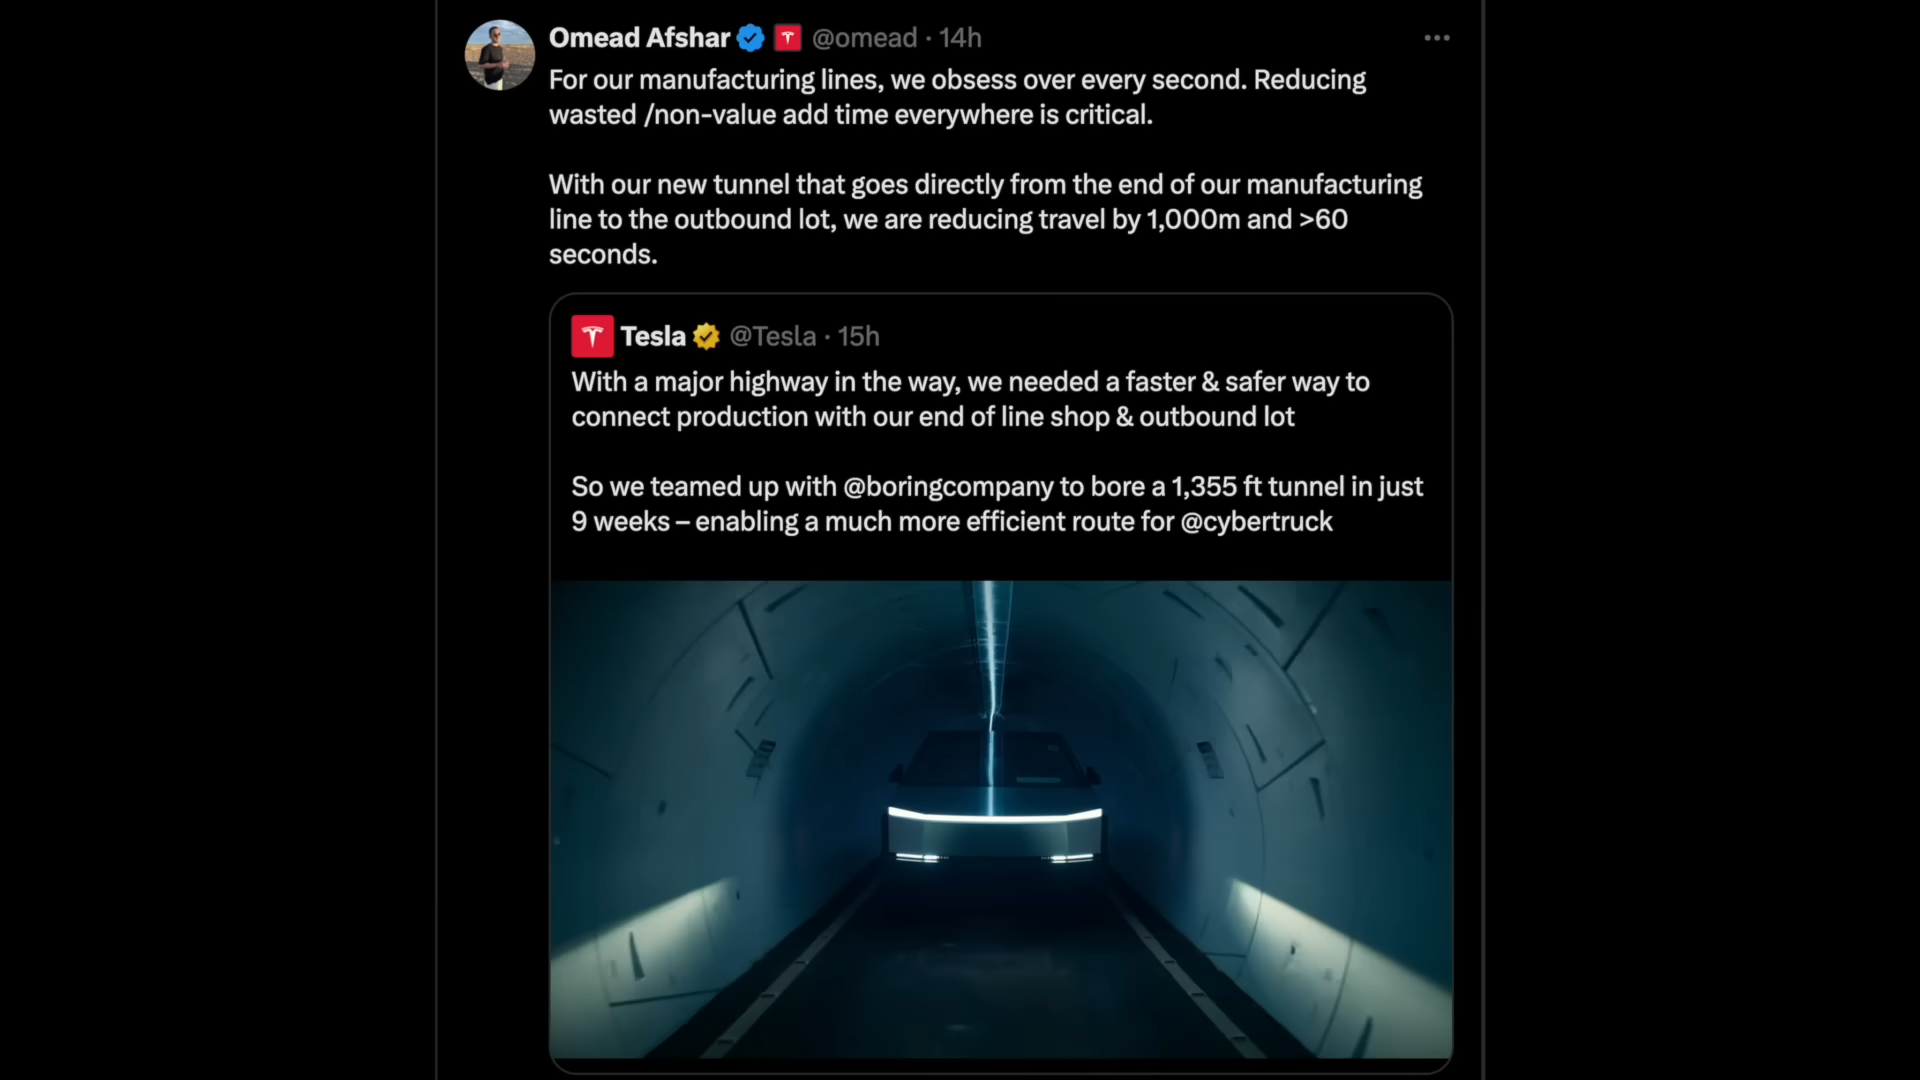 Omead Afshar @omead · 14h
For our manufacturing lines, we obsess over every second. Reducing
wasted /non-value add time everywhere is critical.
With our new tunnel that goes directly from the end of our manufacturing
line to the outbound lot, we are reducing travel by 1,000m and >60
seconds.
Tesla @Tesla · 15h
With a major highway in the way, we needed a faster & safer way to
connect production with our end of line shop & outbound lot
So we teamed up with @boringcompany to bore a 1,355 ft tunnel in just
9 weeks – enabling a much more efficient route for @cybertruck